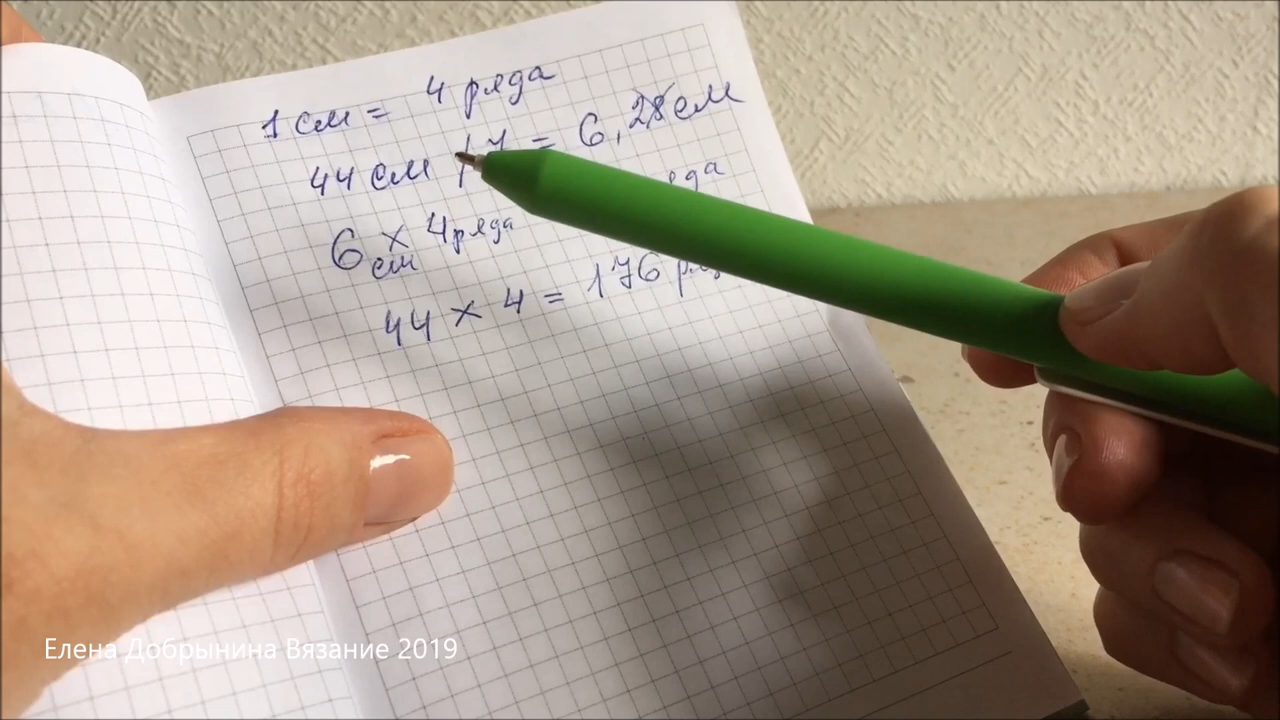 1 см = 4 ряда
44 см / 7 = 6,28 см
6 см х 4 ряда
44 х 4 = 176
Елена Добрынина Вязание 2019